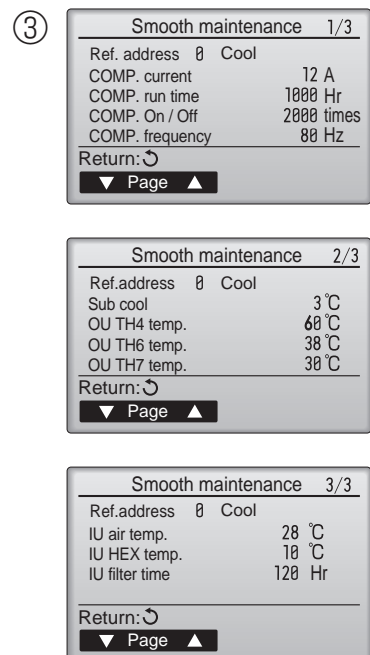 ③
Smooth maintenance 1/3
Ref. address 0 Cool
COMP. current 12 A
COMP. run time 1000 Hr
COMP. On / Off 2000 times
COMP. frequency 80 Hz
Return:
▼ Page ▲
Smooth maintenance 2/3
Ref.address 0 Cool
Sub cool 3 °C
OU TH4 temp. 60 °C
OU TH6 temp. 38 °C
OU TH7 temp. 30 °C
Return:
▼ Page ▲
Smooth maintenance 3/3
Ref.address 0 Cool
IU air temp. 28 °C
IU HEX temp. 10 °C
IU filter time 120 Hr
Return:
▼ Page ▲